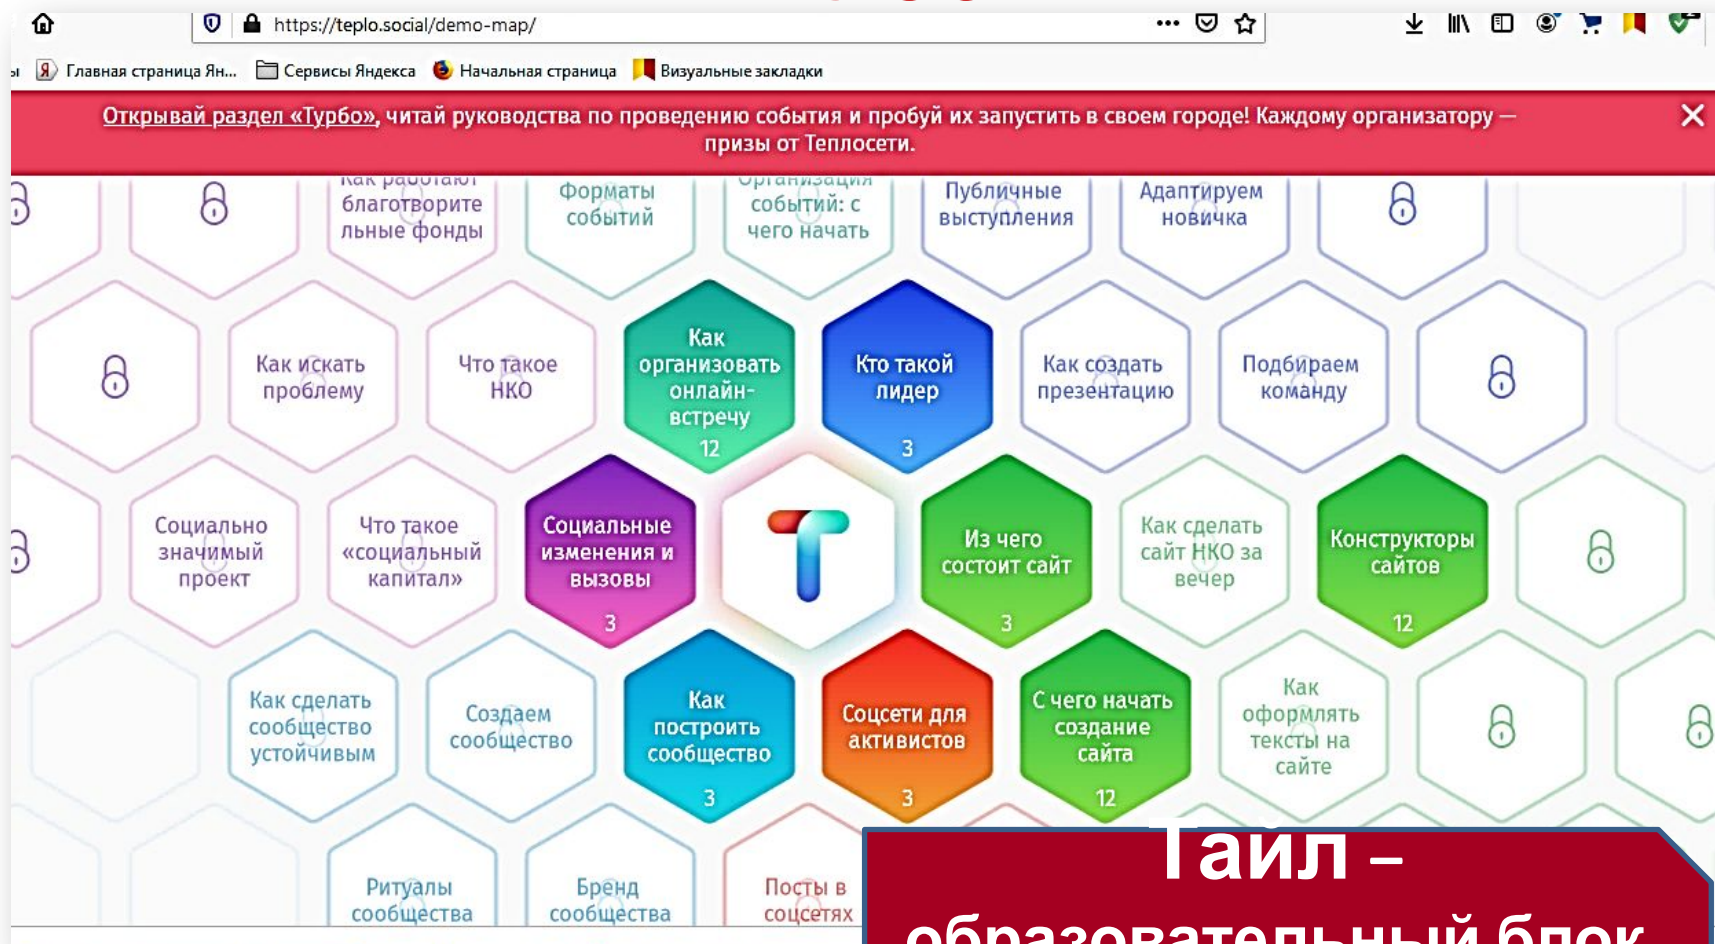 https://teplo.social/demo-map/
ы Главная страница Ян... Сервисы Яндекса Начальная страница Визуальные закладки
Открывай раздел «Турбо», читай руководства по проведению события и пробуй их запустить в своем городе! Каждому организатору —
призы от Теплосети.
Как работают
благотворите
льные фонды
Форматы
событий
Организация
событий: с
чего начать
Публичные
выступления
Адаптируем
новичка
Как искать
проблему
Что такое
НКО
Как
организовать
онлайн-
встречу
12
Кто такой
лидер
3
Как создать
презентацию
Подбираем
команду
Социально
значимый
проект
Что такое
«социальный
капитал»
Социальные
изменения и
вызовы
3
Из чего
состоит сайт
3
Как сделать
сайт НКО за
вечер
Конструкторы
сайтов
12
Как сделать
сообщество
устойчивым
Создаем
сообщество
Как
построить
сообщество
3
Соцсети для
активистов
3
С чего начать
создание
сайта
12
Как
оформлять
тексты на
сайте
Ритуалы
сообщества
Бренд
сообщества
Посты в
соцсетях
Тайл –
образовательный блок